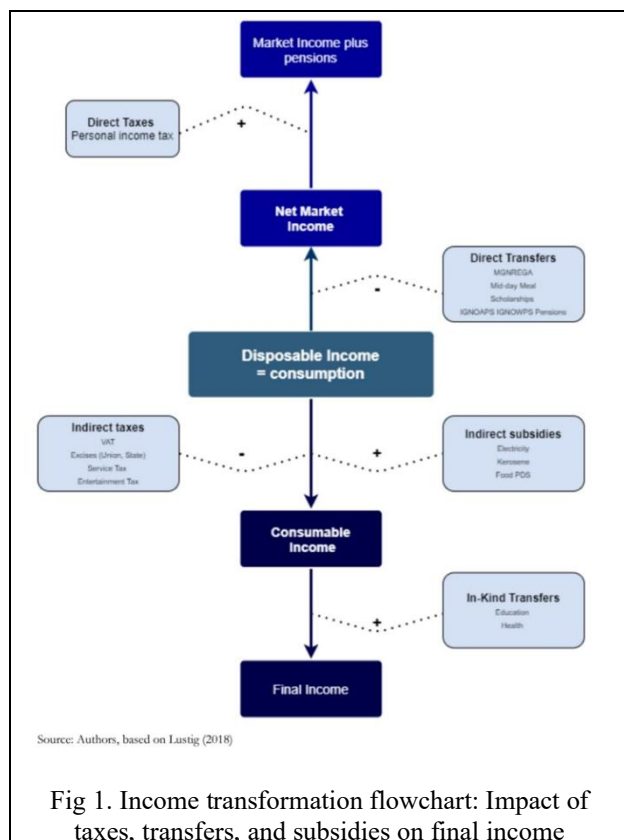 Market Income plus
pensions
Direct Taxes
Personal income tax
+
Net Market
Income
Direct Transfers
MGNREGA
Mid-day Meal
Scholarships
IGNOAPS IGNOWPS Pensions
-
Disposable Income
= consumption
Indirect taxes
VAT
Excises (Union, State)
Service Tax
Entertainment Tax
-
+
Indirect subsidies
Electricity
Kerosene
Food PDS
Consumable
Income
In-Kind Transfers
Education
Health
+
Final Income
Source: Authors, based on Lustig (2018)
Fig 1. Income transformation flowchart: Impact of
taxes, transfers, and subsidies on final income